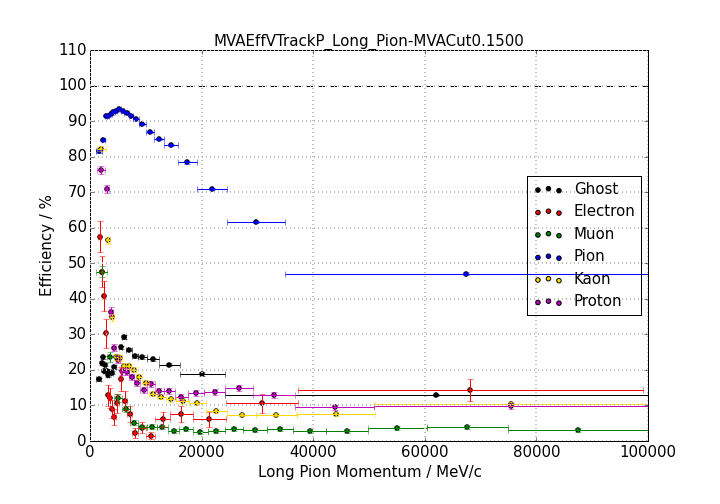 MVAEffVTrackP_Long_Pion-MVACut0.1500
110
100
90
80
70
60
50
40
30
20
10
0
Efficiency / %
Ghost
Electron
Muon
Pion
Kaon
Proton
0 20000 40000 60000 80000 100000
Long Pion Momentum / MeV/c